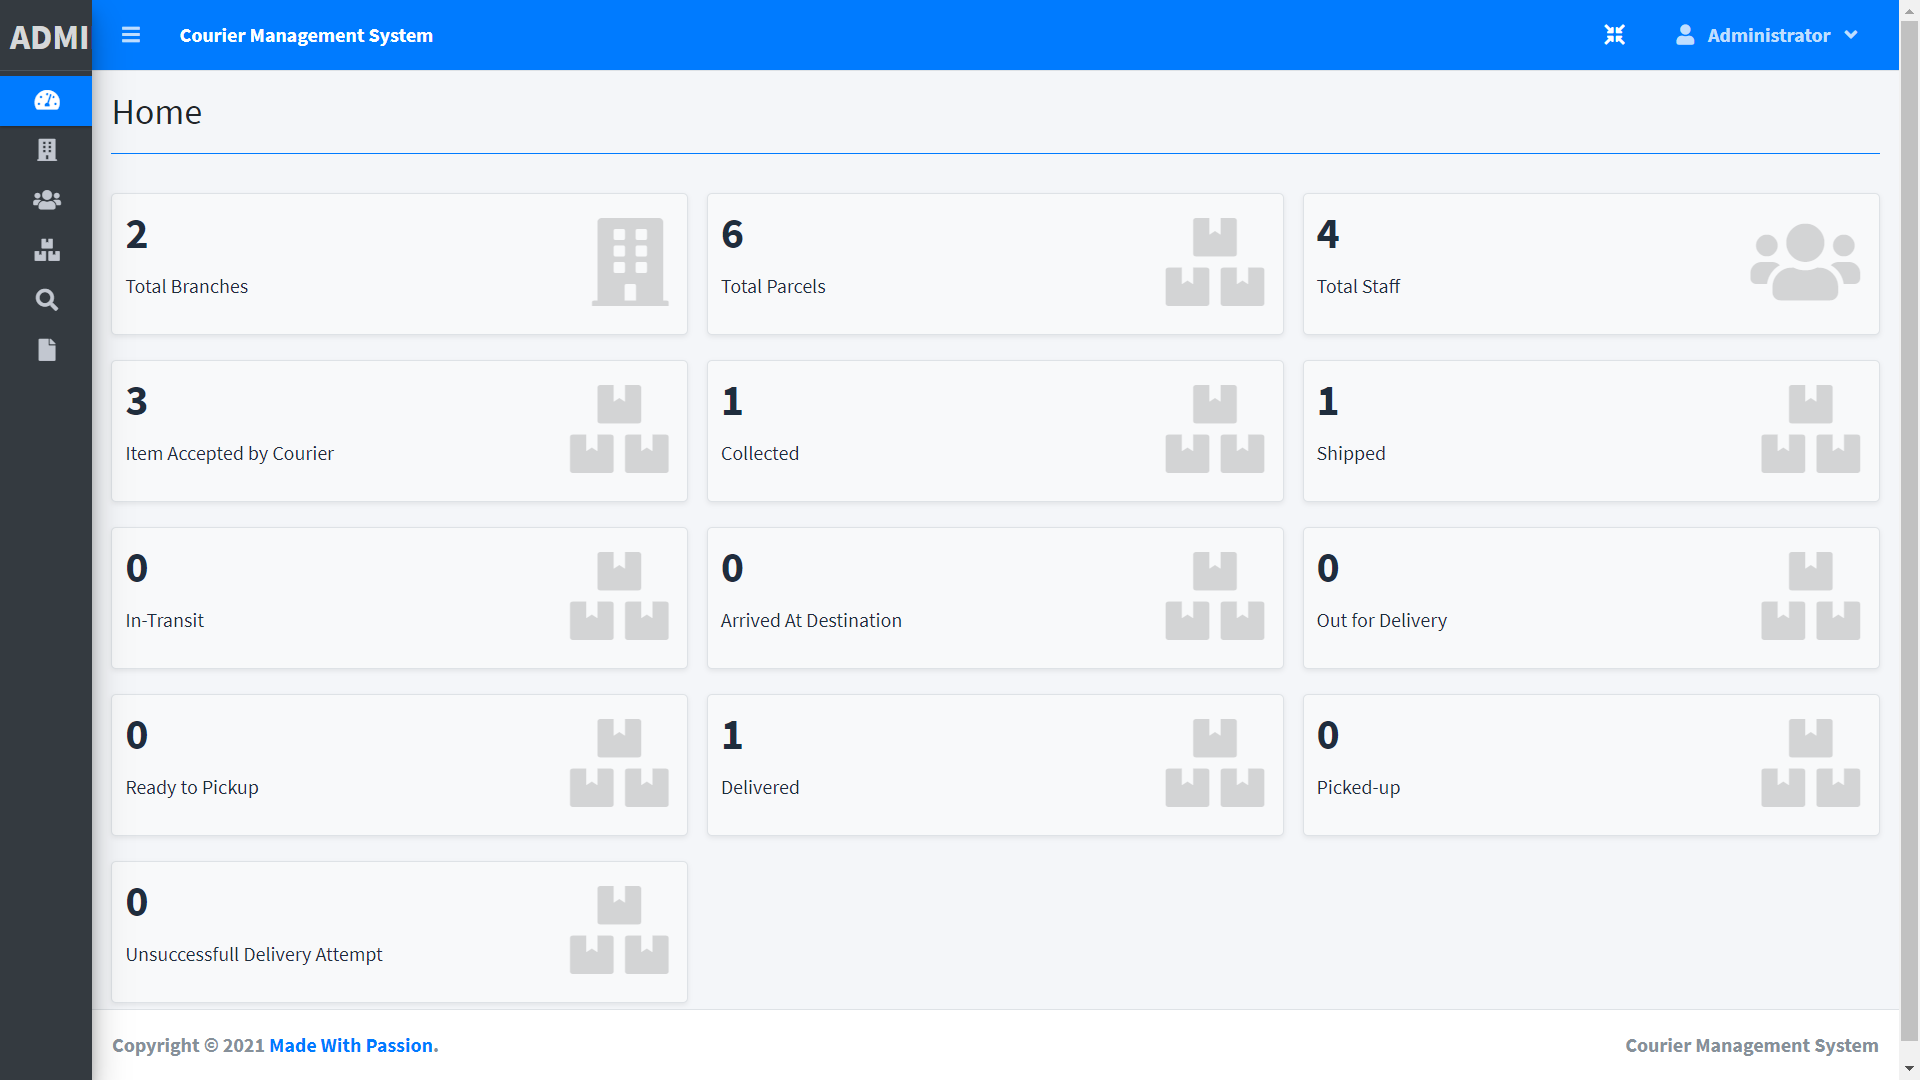 ADMI
Courier Management System
Administrator
Home
2
Total Branches
6
Total Parcels
4
Total Staff
3
Item Accepted by Courier
1
Collected
1
Shipped
0
In-Transit
0
Arrived At Destination
0
Out for Delivery
0
Ready to Pickup
1
Delivered
0
Picked-up
0
Unsuccessfull Delivery Attempt
Copyright © 2021 Made With Passion.
Courier Management System